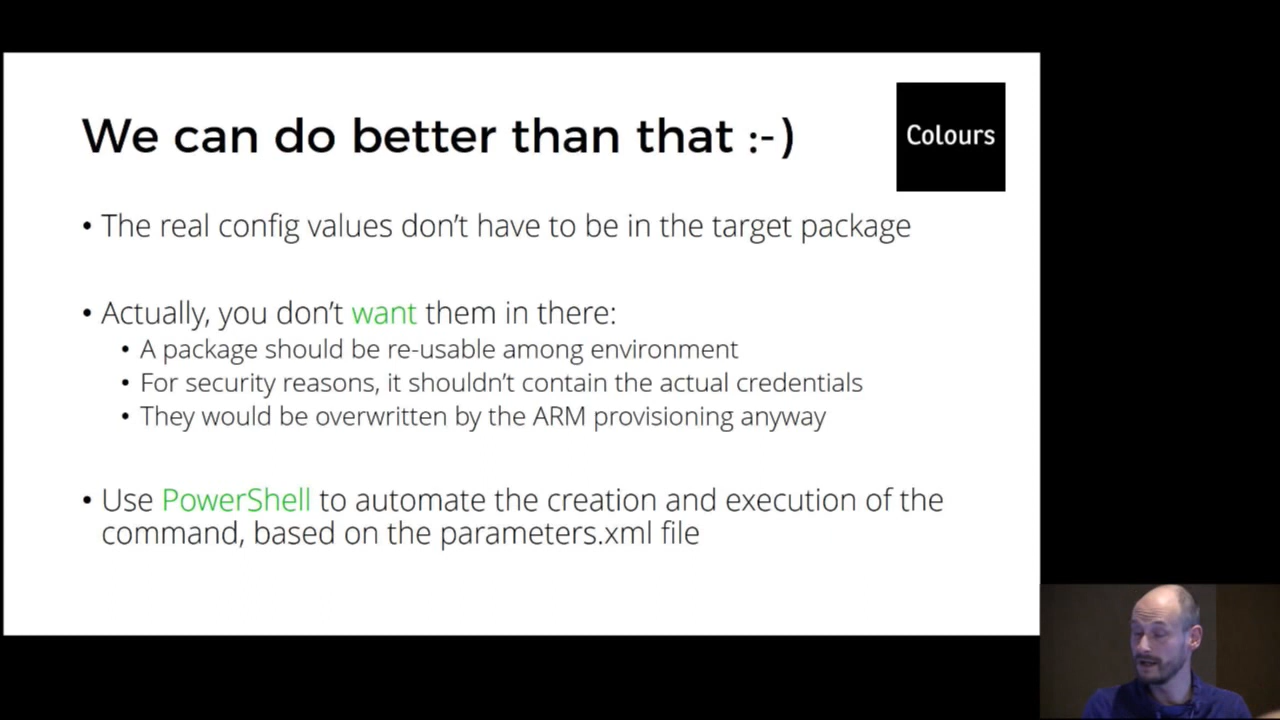 We can do better than that :-)
Colours
• The real config values don’t have to be in the target package
• Actually, you don’t want them in there:
• A package should be re-usable among environment
• For security reasons, it shouldn’t contain the actual credentials
• They would be overwritten by the ARM provisioning anyway
• Use PowerShell to automate the creation and execution of the
command, based on the parameters.xml file